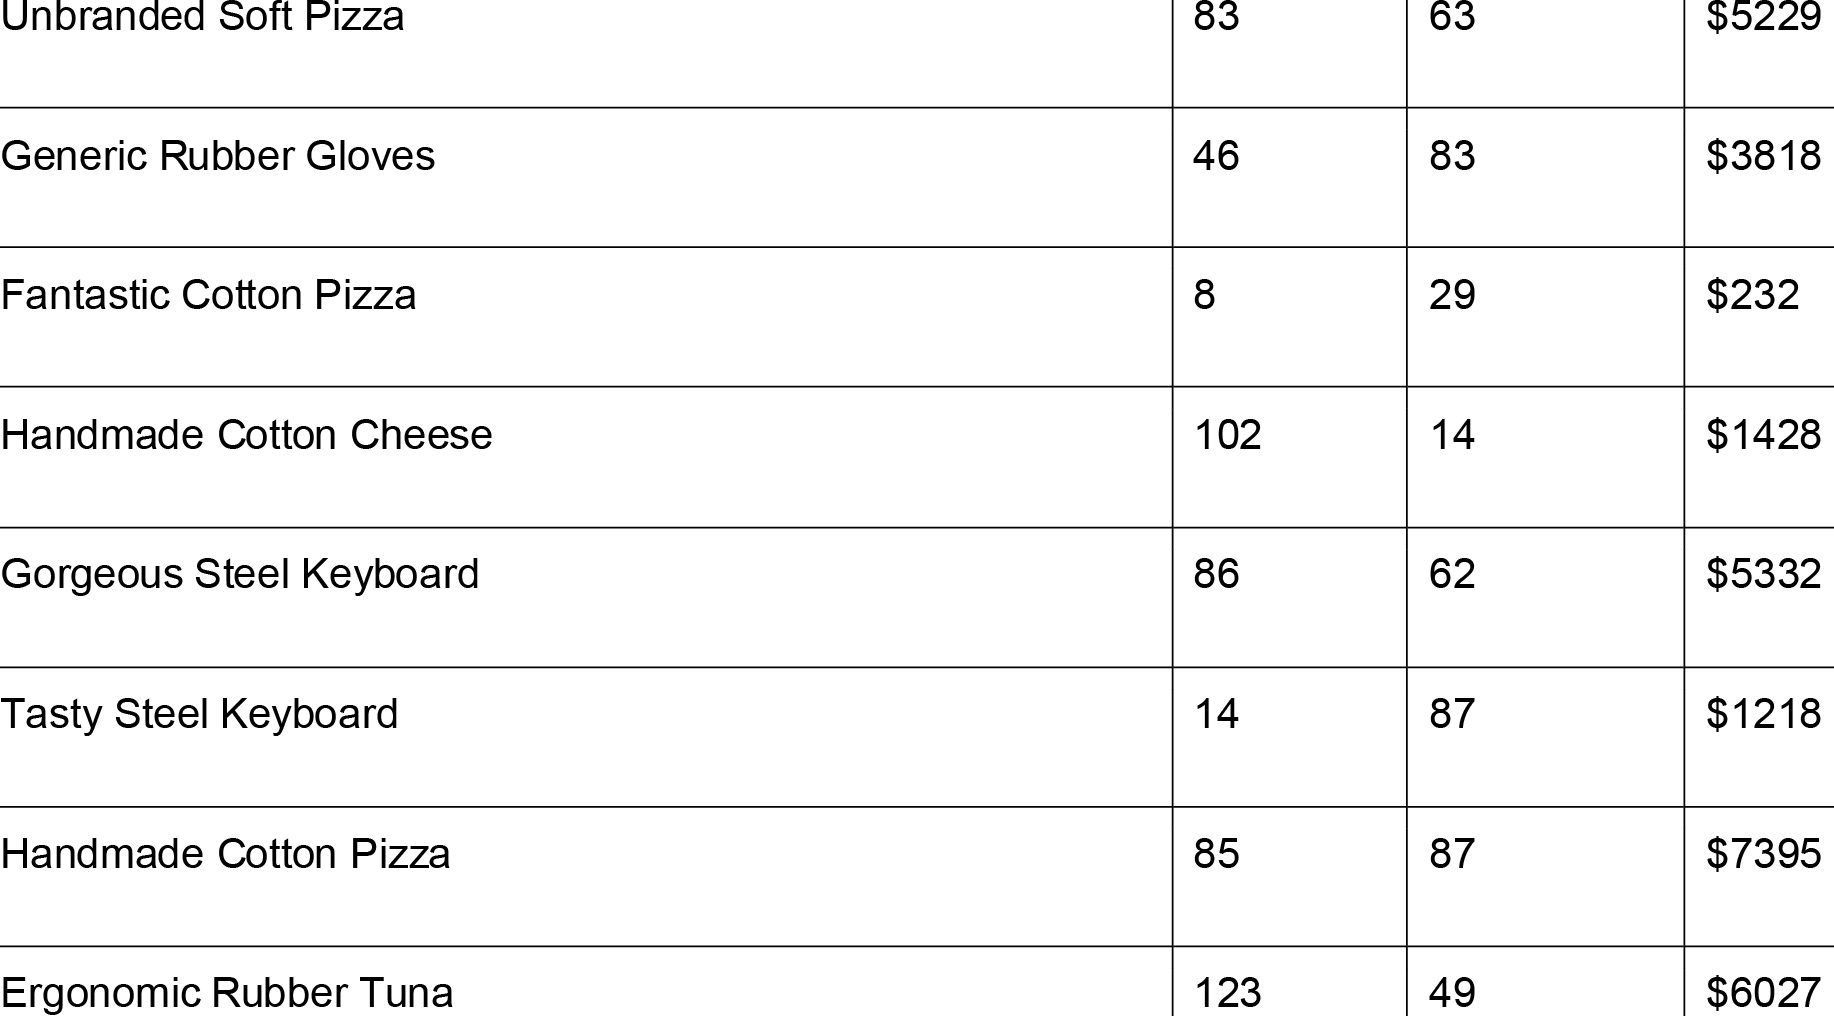 Unbranded Soft Pizza 83 63 $5229
Generic Rubber Gloves 46 83 $3818
Fantastic Cotton Pizza 8 29 $232
Handmade Cotton Cheese 102 14 $1428
Gorgeous Steel Keyboard 86 62 $5332
Tasty Steel Keyboard 14 87 $1218
Handmade Cotton Pizza 85 87 $7395
Ergonomic Rubber Tuna 123 49 $6027